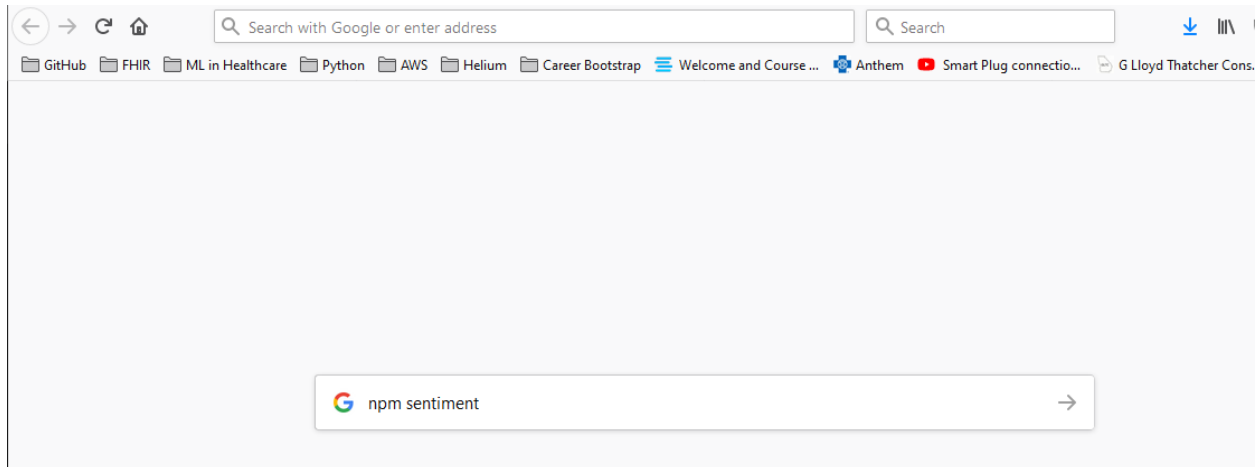 Search with Google or enter address Search
GitHub FHIR ML in Healthcare Python AWS Helium Career Bootstrap Welcome and Course ... Anthem Smart Plug connectio... G Lloyd Thatcher Cons.
npm sentiment